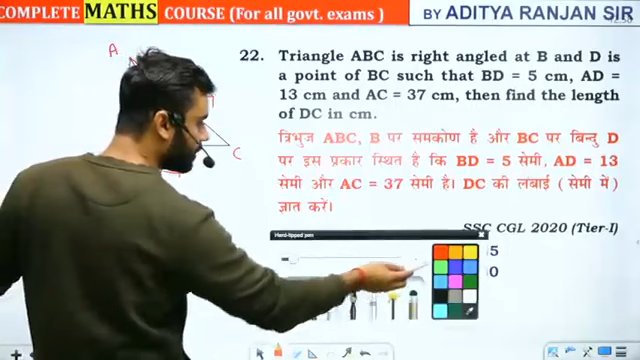 COMPLETE MATHS COURSE (For all govt. exams )
BY ADITYA RANJAN SIR
A
C
22. Triangle ABC is right angled at B and D is
a point of BC such that BD = 5 cm, AD =
13 cm and AC = 37 cm, then find the length
of DC in cm.
त्रिभुज ABC, B पर समकोण है और BC पर बिन्दु D
पर इस प्रकार स्थित है कि BD = 5 सेमी, AD = 13
सेमी और AC = 37 सेमी है। DC की लंबाई ( सेमी में )
ज्ञात करें।
SSC CGL 2020 (Tier-I)
Hard-tipped pen
5
0